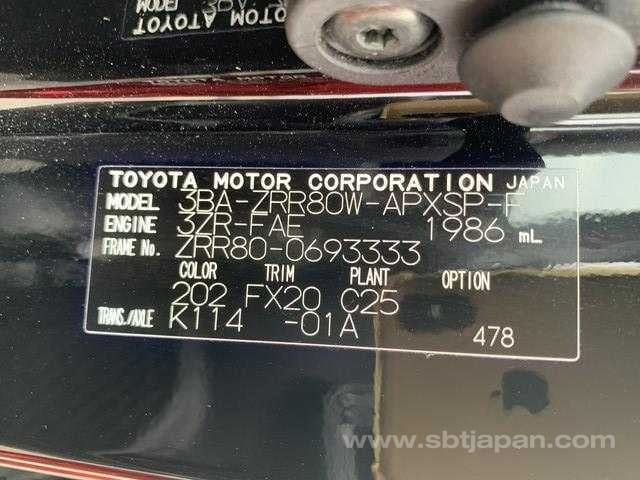 TOYOTA MOTOR CORPORATION JAPAN
MODEL 3BA-ZRR80W-APXSP-F
ENGINE 3ZR-FAE 1986 mL
FRAME No. ZRR80-0693333
COLOR TRIM PLANT OPTION
202 FX20 C25
TRANS./AXLE K114 -01A 478
www.sbtjapan.com